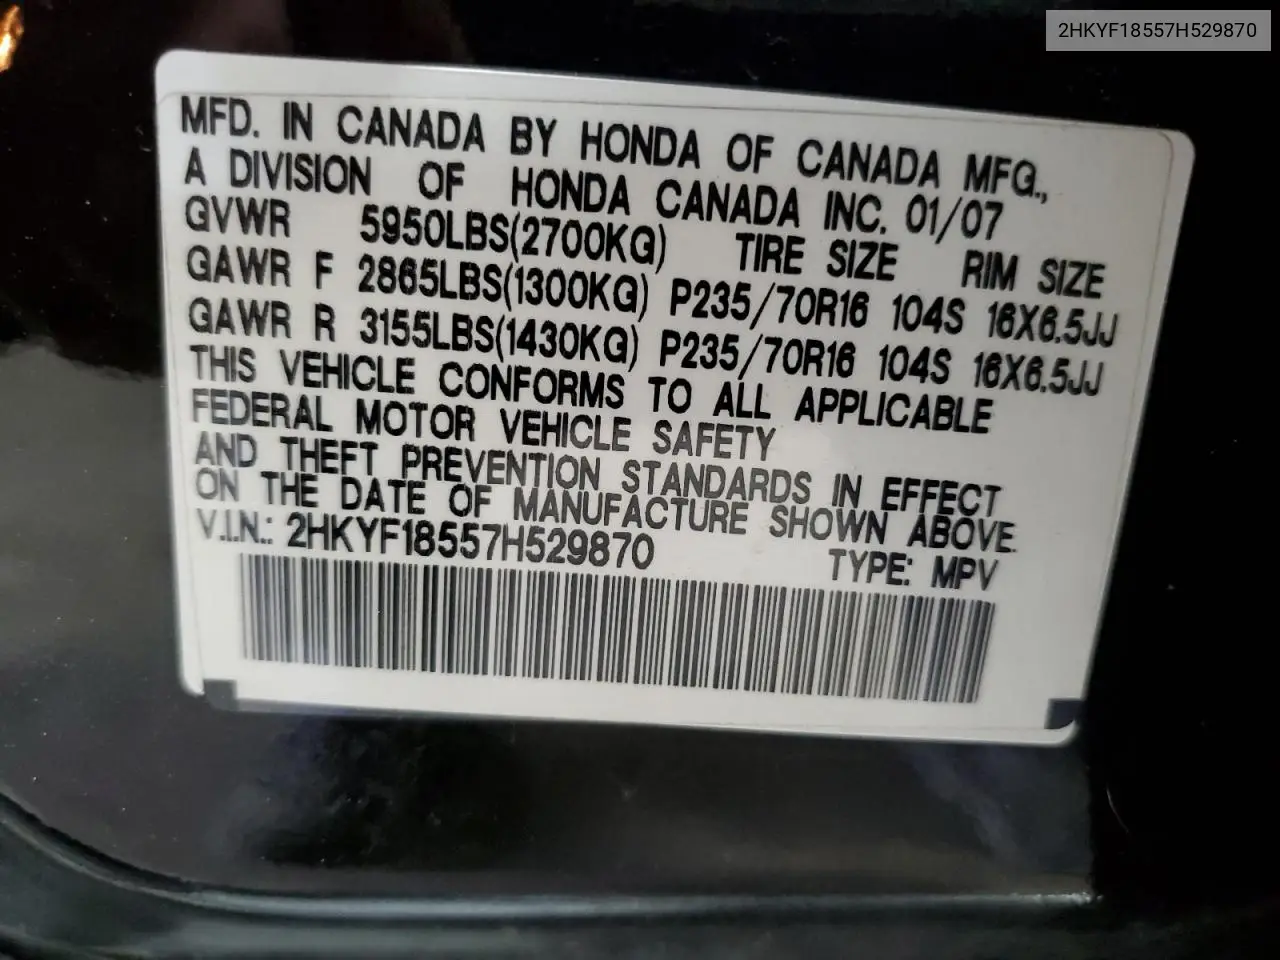 2HKYF18557H529870
MFD. IN CANADA BY HONDA OF CANADA MFG.,
A DIVISION OF HONDA CANADA INC. 01/07
GVWR 5950LBS(2700KG) TIRE SIZE RIM SIZE
GAWR F 2865LBS(1300KG) P235/70R16 104S 16X6.5JJ
GAWR R 3155LBS(1430KG) P235/70R16 104S 16X6.5JJ
THIS VEHICLE CONFORMS TO ALL APPLICABLE
FEDERAL MOTOR VEHICLE SAFETY
AND THEFT PREVENTION STANDARDS IN EFFECT
ON THE DATE OF MANUFACTURE SHOWN ABOVE.
V.I.N.: 2HKYF18557H529870 TYPE: MPV